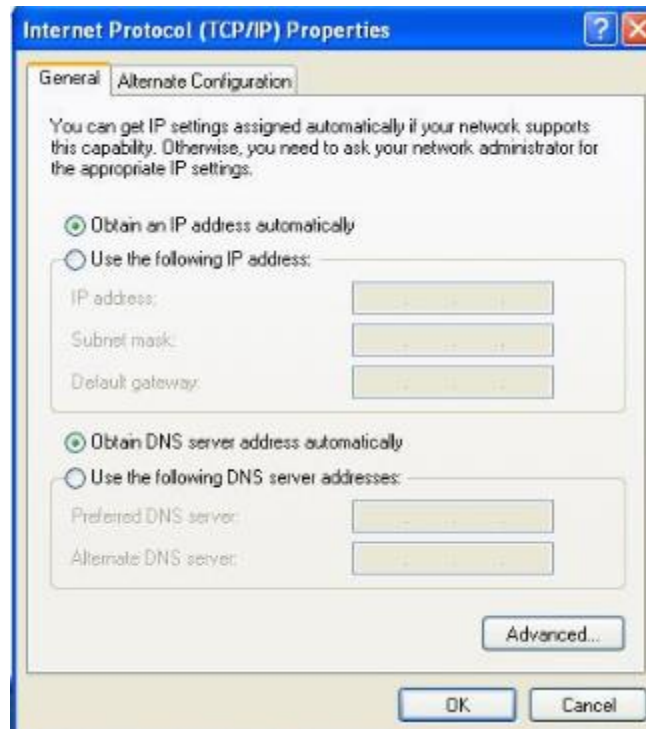 Internet Protocol (TCP/IP) Properties
General Alternate Configuration
You can get IP settings assigned automatically if your network supports
this capability. Otherwise, you need to ask your network administrator for
the appropriate IP settings.
Obtain an IP address automatically
Use the following IP address:
IP address:
Subnet mask:
Default gateway:
Obtain DNS server address automatically
Use the following DNS server addresses:
Preferred DNS server:
Alternate DNS server:
Advanced...
OK Cancel